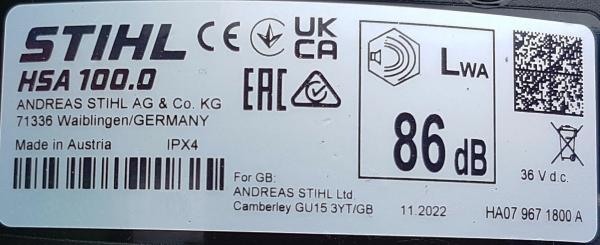 STIHL
HSA 100.0
ANDREAS STIHL AG & Co. KG
71336 Waiblingen/GERMANY
Made in Austria IPX4
CE UK CA
EAC
LWA
86 dB
36 V d.c.
For GB:
ANDREAS STIHL Ltd.
Camberley GU15 3YT/GB
11.2022
HA07 967 1800 A